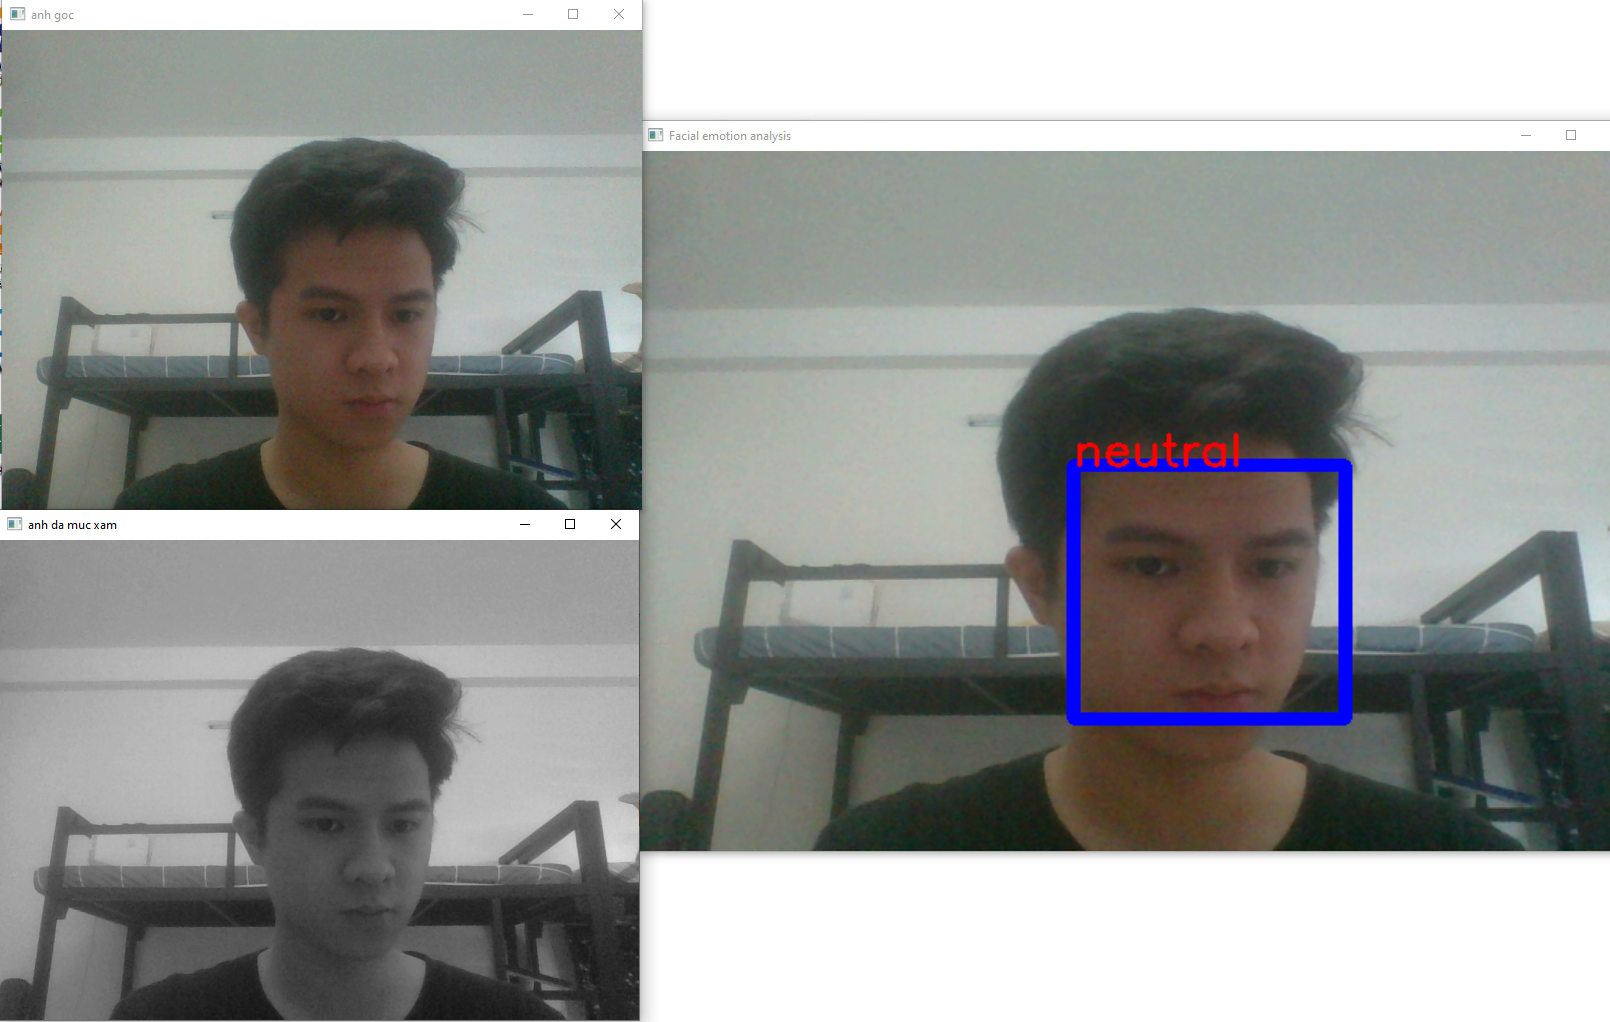 anh goc
Facial emotion analysis
neutral
anh da muc xam